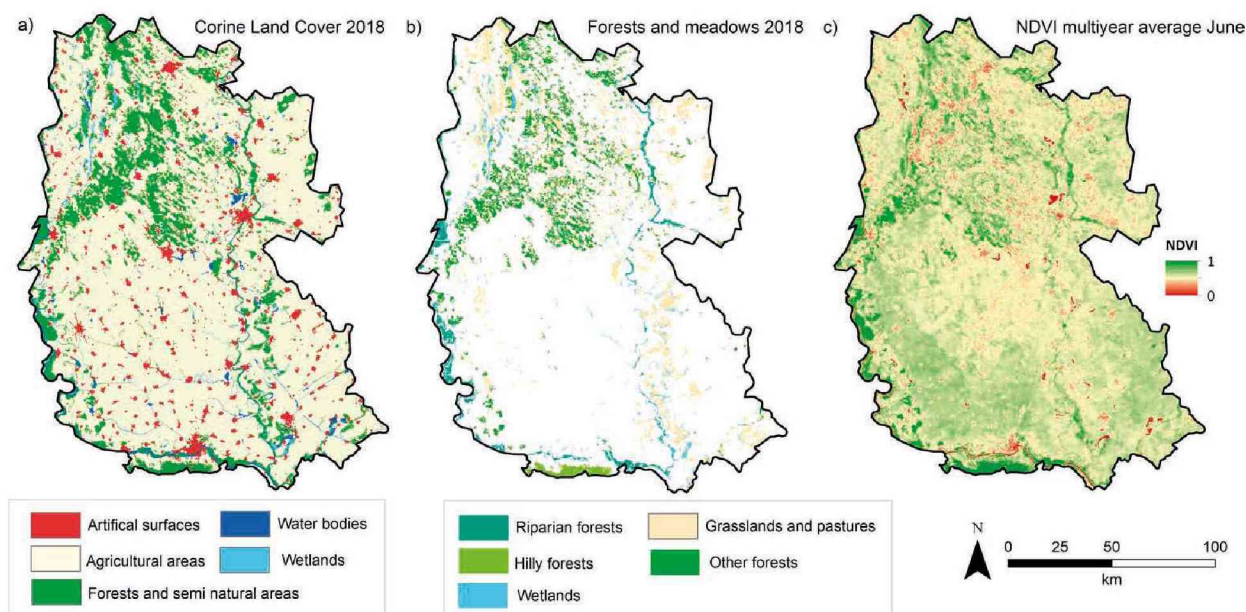 a) Corine Land Cover 2018
b) Forests and meadows 2018
c) NDVI multiyear average June
NDVI
1
0
Artifical surfaces
Water bodies
Agricultural areas
Wetlands
Forests and semi natural areas
Riparian forests
Grasslands and pastures
Hilly forests
Other forests
Wetlands
N
0 50 100
km